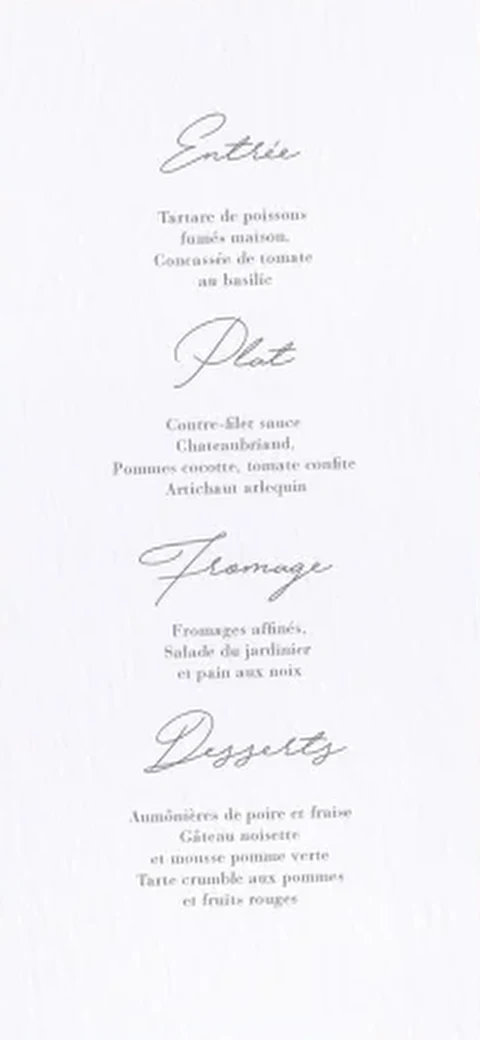 Entrée
Tartare de poissons
fumés maison,
Concassée de tomate
au basilic
Plat
Contre-filet sauce
Chateaubriand,
Pommes cocotte, tomate confite
Artichaut arlequin
Fromage
Fromages affinés,
Salade du jardinier
et pain aux noix
Desserts
Aumônières de poire et fraise
Gâteau noisette
et mousse pomme verte
Tarte crumble aux pommes
et fruits rouges